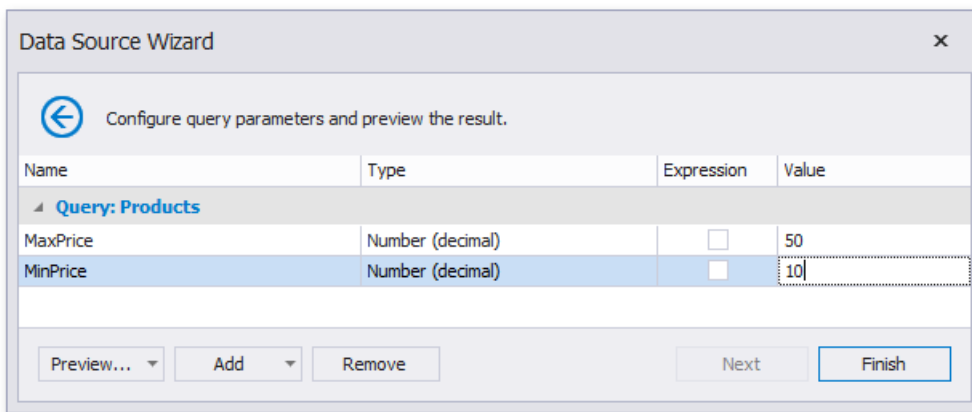 Data Source Wizard
Configure query parameters and preview the result.
Name Type Expression Value
Query: Products
MaxPrice Number (decimal) 50
MinPrice Number (decimal) 10
Preview... Add Remove Next Finish